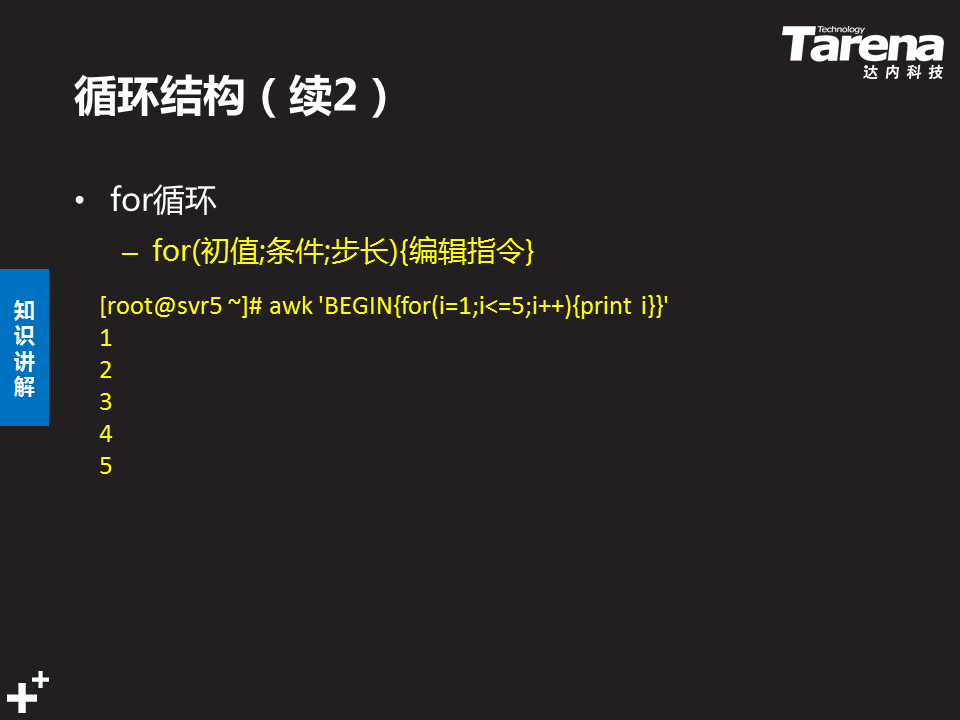 Technology
Tarena
达内科技
循环结构（续2）
• for循环
– for(初值;条件;步长){编辑指令}
知识讲解
[root@svr5 ~]# awk 'BEGIN{for(i=1;i<=5;i++){print i}}'
1
2
3
4
5